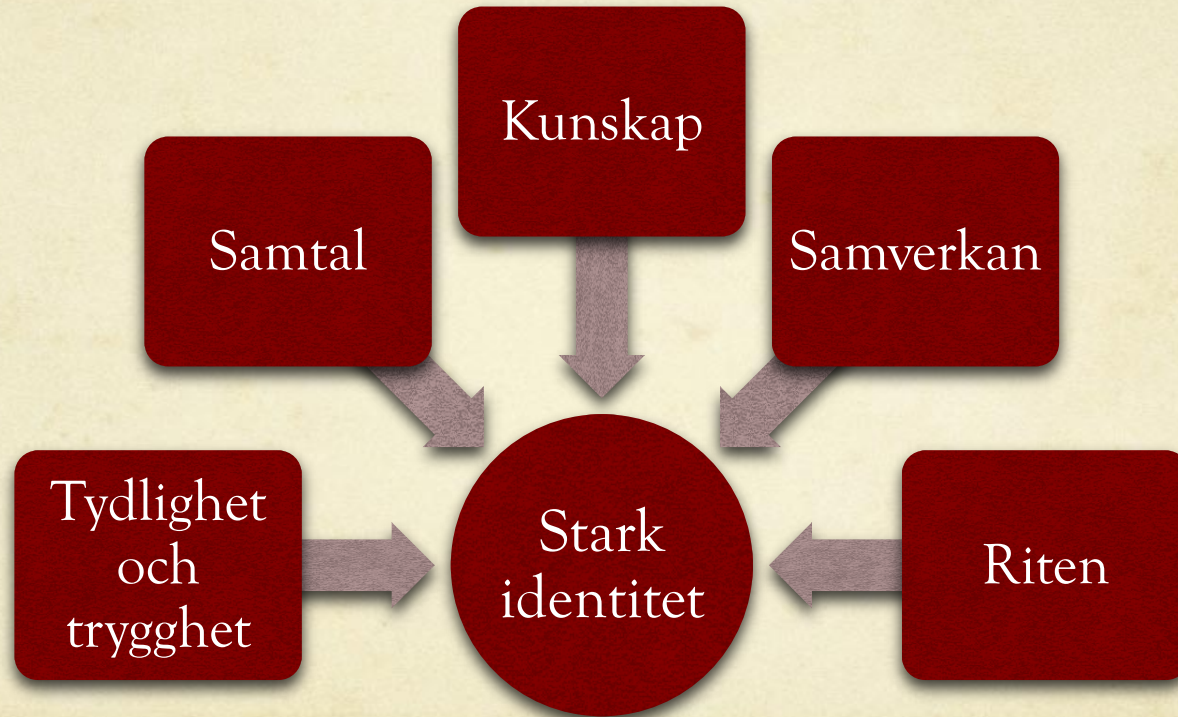 Kunskap
Samtal
Samverkan
Tydlighet
och
trygghet
Stark
identitet
Riten